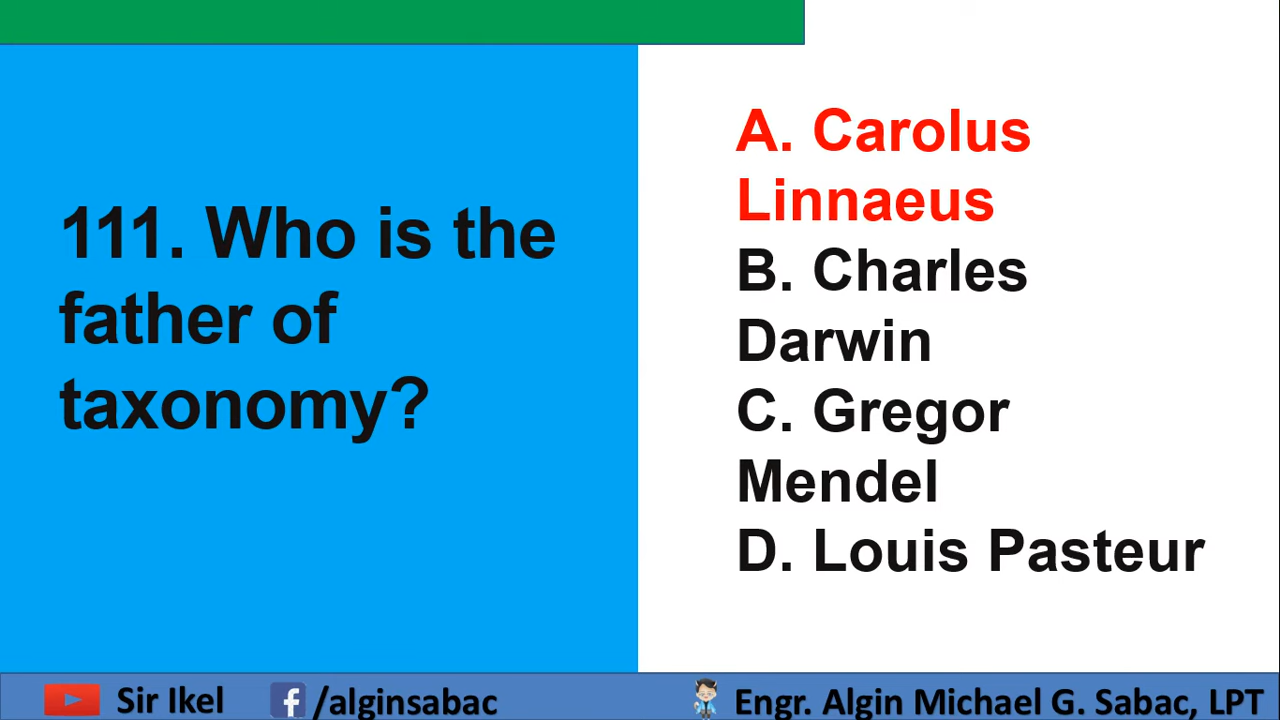 111. Who is the
father of
taxonomy?
A. Carolus
Linnaeus
B. Charles
Darwin
C. Gregor
Mendel
D. Louis Pasteur
Sir Ikel
/alginsabac
Engr. Algin Michael G. Sabac, LPT